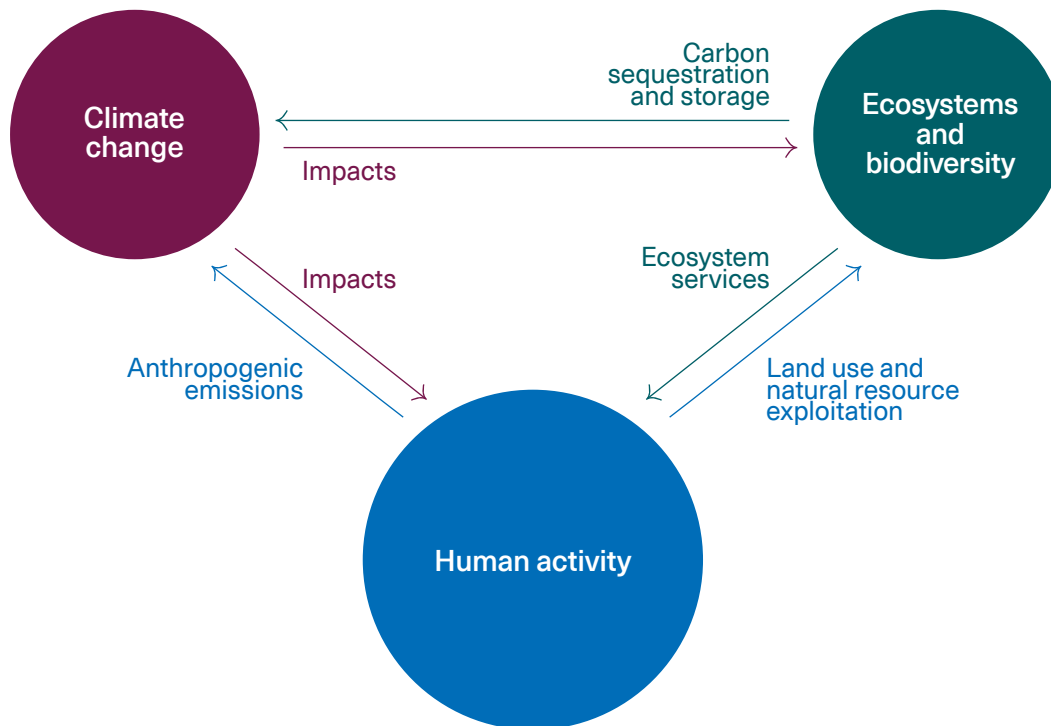 Carbon
sequestration
and storage
Climate
change
Ecosystems
and
biodiversity
Impacts
Impacts
Ecosystem
services
Anthropogenic
emissions
Land use and
natural resource
exploitation
Human activity